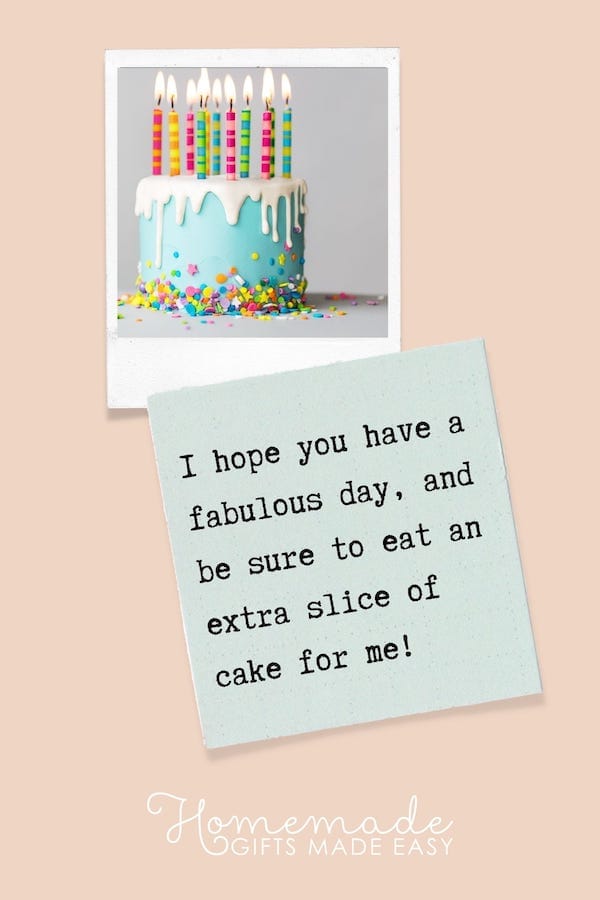 I hope you have a
fabulous day, and
be sure to eat an
extra slice of
cake for me!
Homemade
GIFTS MADE EASY